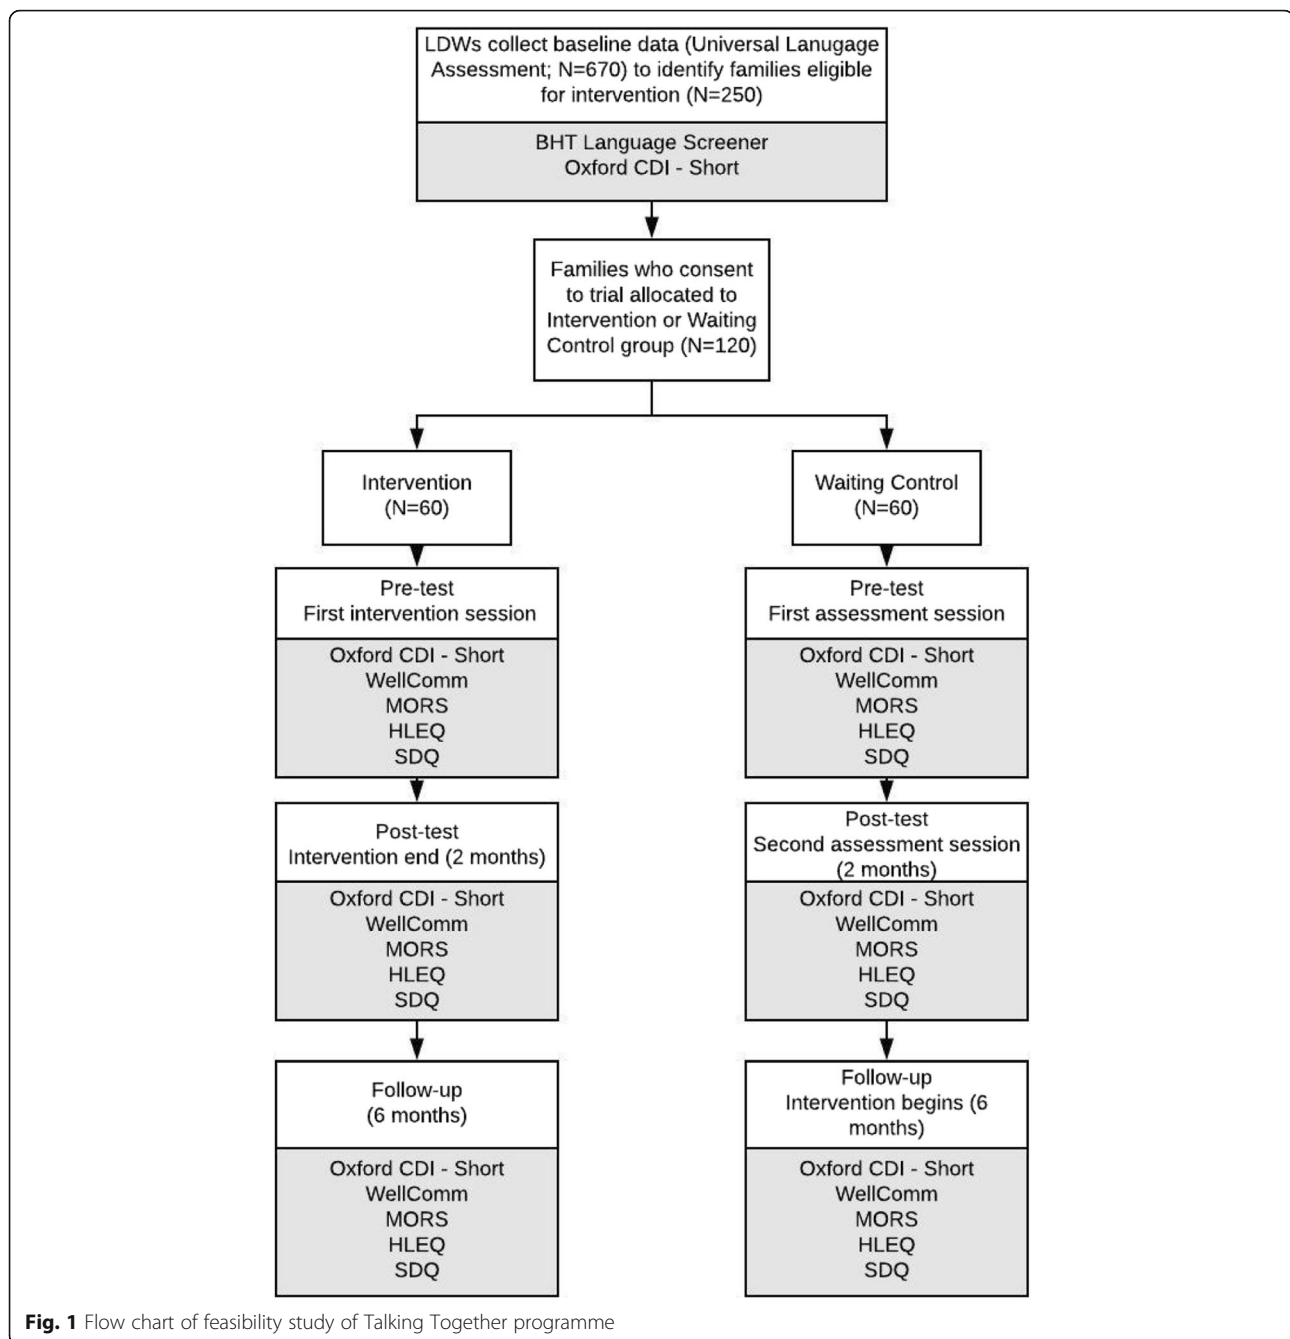 LDWs collect baseline data (Universal Lanugage
Assessment; N=670) to identify families eligible
for intervention (N=250)
BHT Language Screener
Oxford CDI - Short
Families who consent
to trial allocated to
Intervention or Waiting
Control group (N=120)
Intervention
(N=60)
Waiting Control
(N=60)
Pre-test
First intervention session
Oxford CDI - Short
WellComm
MORS
HLEQ
SDQ
Pre-test
First assessment session
Oxford CDI - Short
WellComm
MORS
HLEQ
SDQ
Post-test
Intervention end (2 months)
Oxford CDI - Short
WellComm
MORS
HLEQ
SDQ
Post-test
Second assessment session
(2 months)
Oxford CDI - Short
WellComm
MORS
HLEQ
SDQ
Follow-up
(6 months)
Oxford CDI - Short
WellComm
MORS
HLEQ
SDQ
Follow-up
Intervention begins (6
months)
Oxford CDI - Short
WellComm
MORS
HLEQ
SDQ
Fig. 1 Flow chart of feasibility study of Talking Together programme